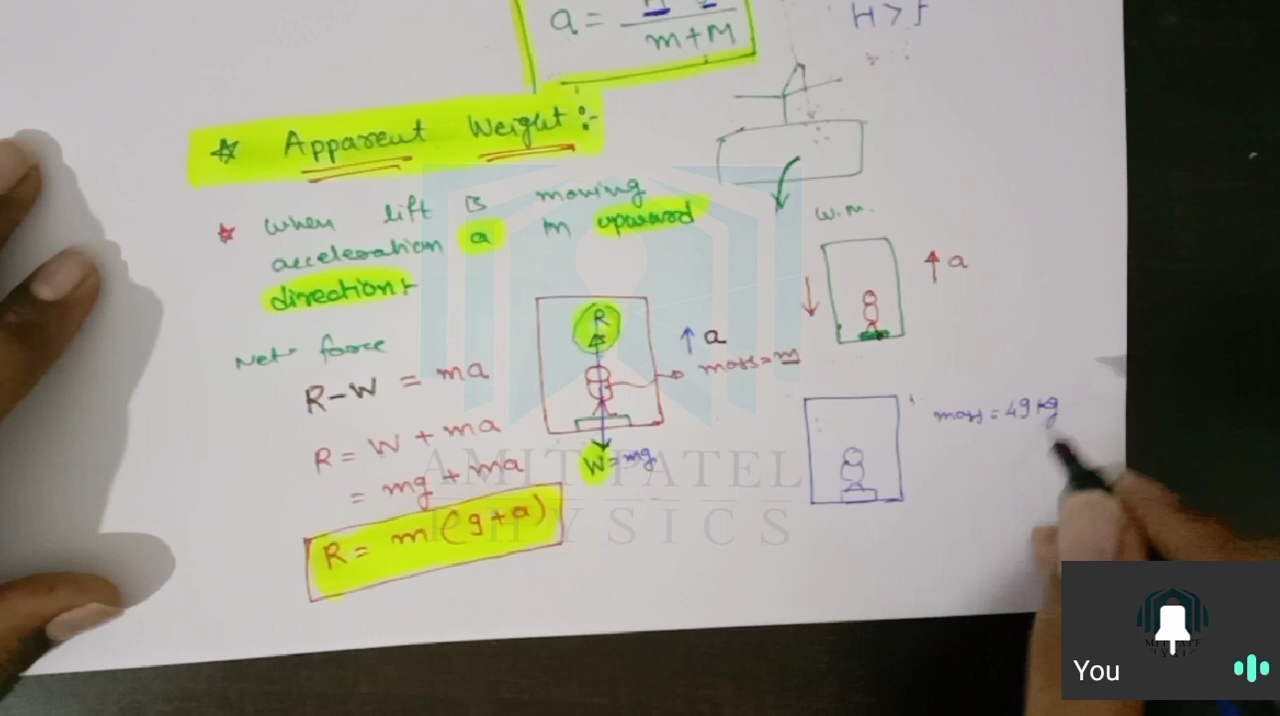 a =
m+M
* Apparent Weight:-
* When lift is moving
acceleration a in upward
direction:-
Net force
R-W = ma
R = W + ma
= mg + ma
R = m(g+a)
R
↑ a
mass = m
W = mg
W.M.
↑ a
mass = 49 kg
AMIT PATEL
PHYSICS
You